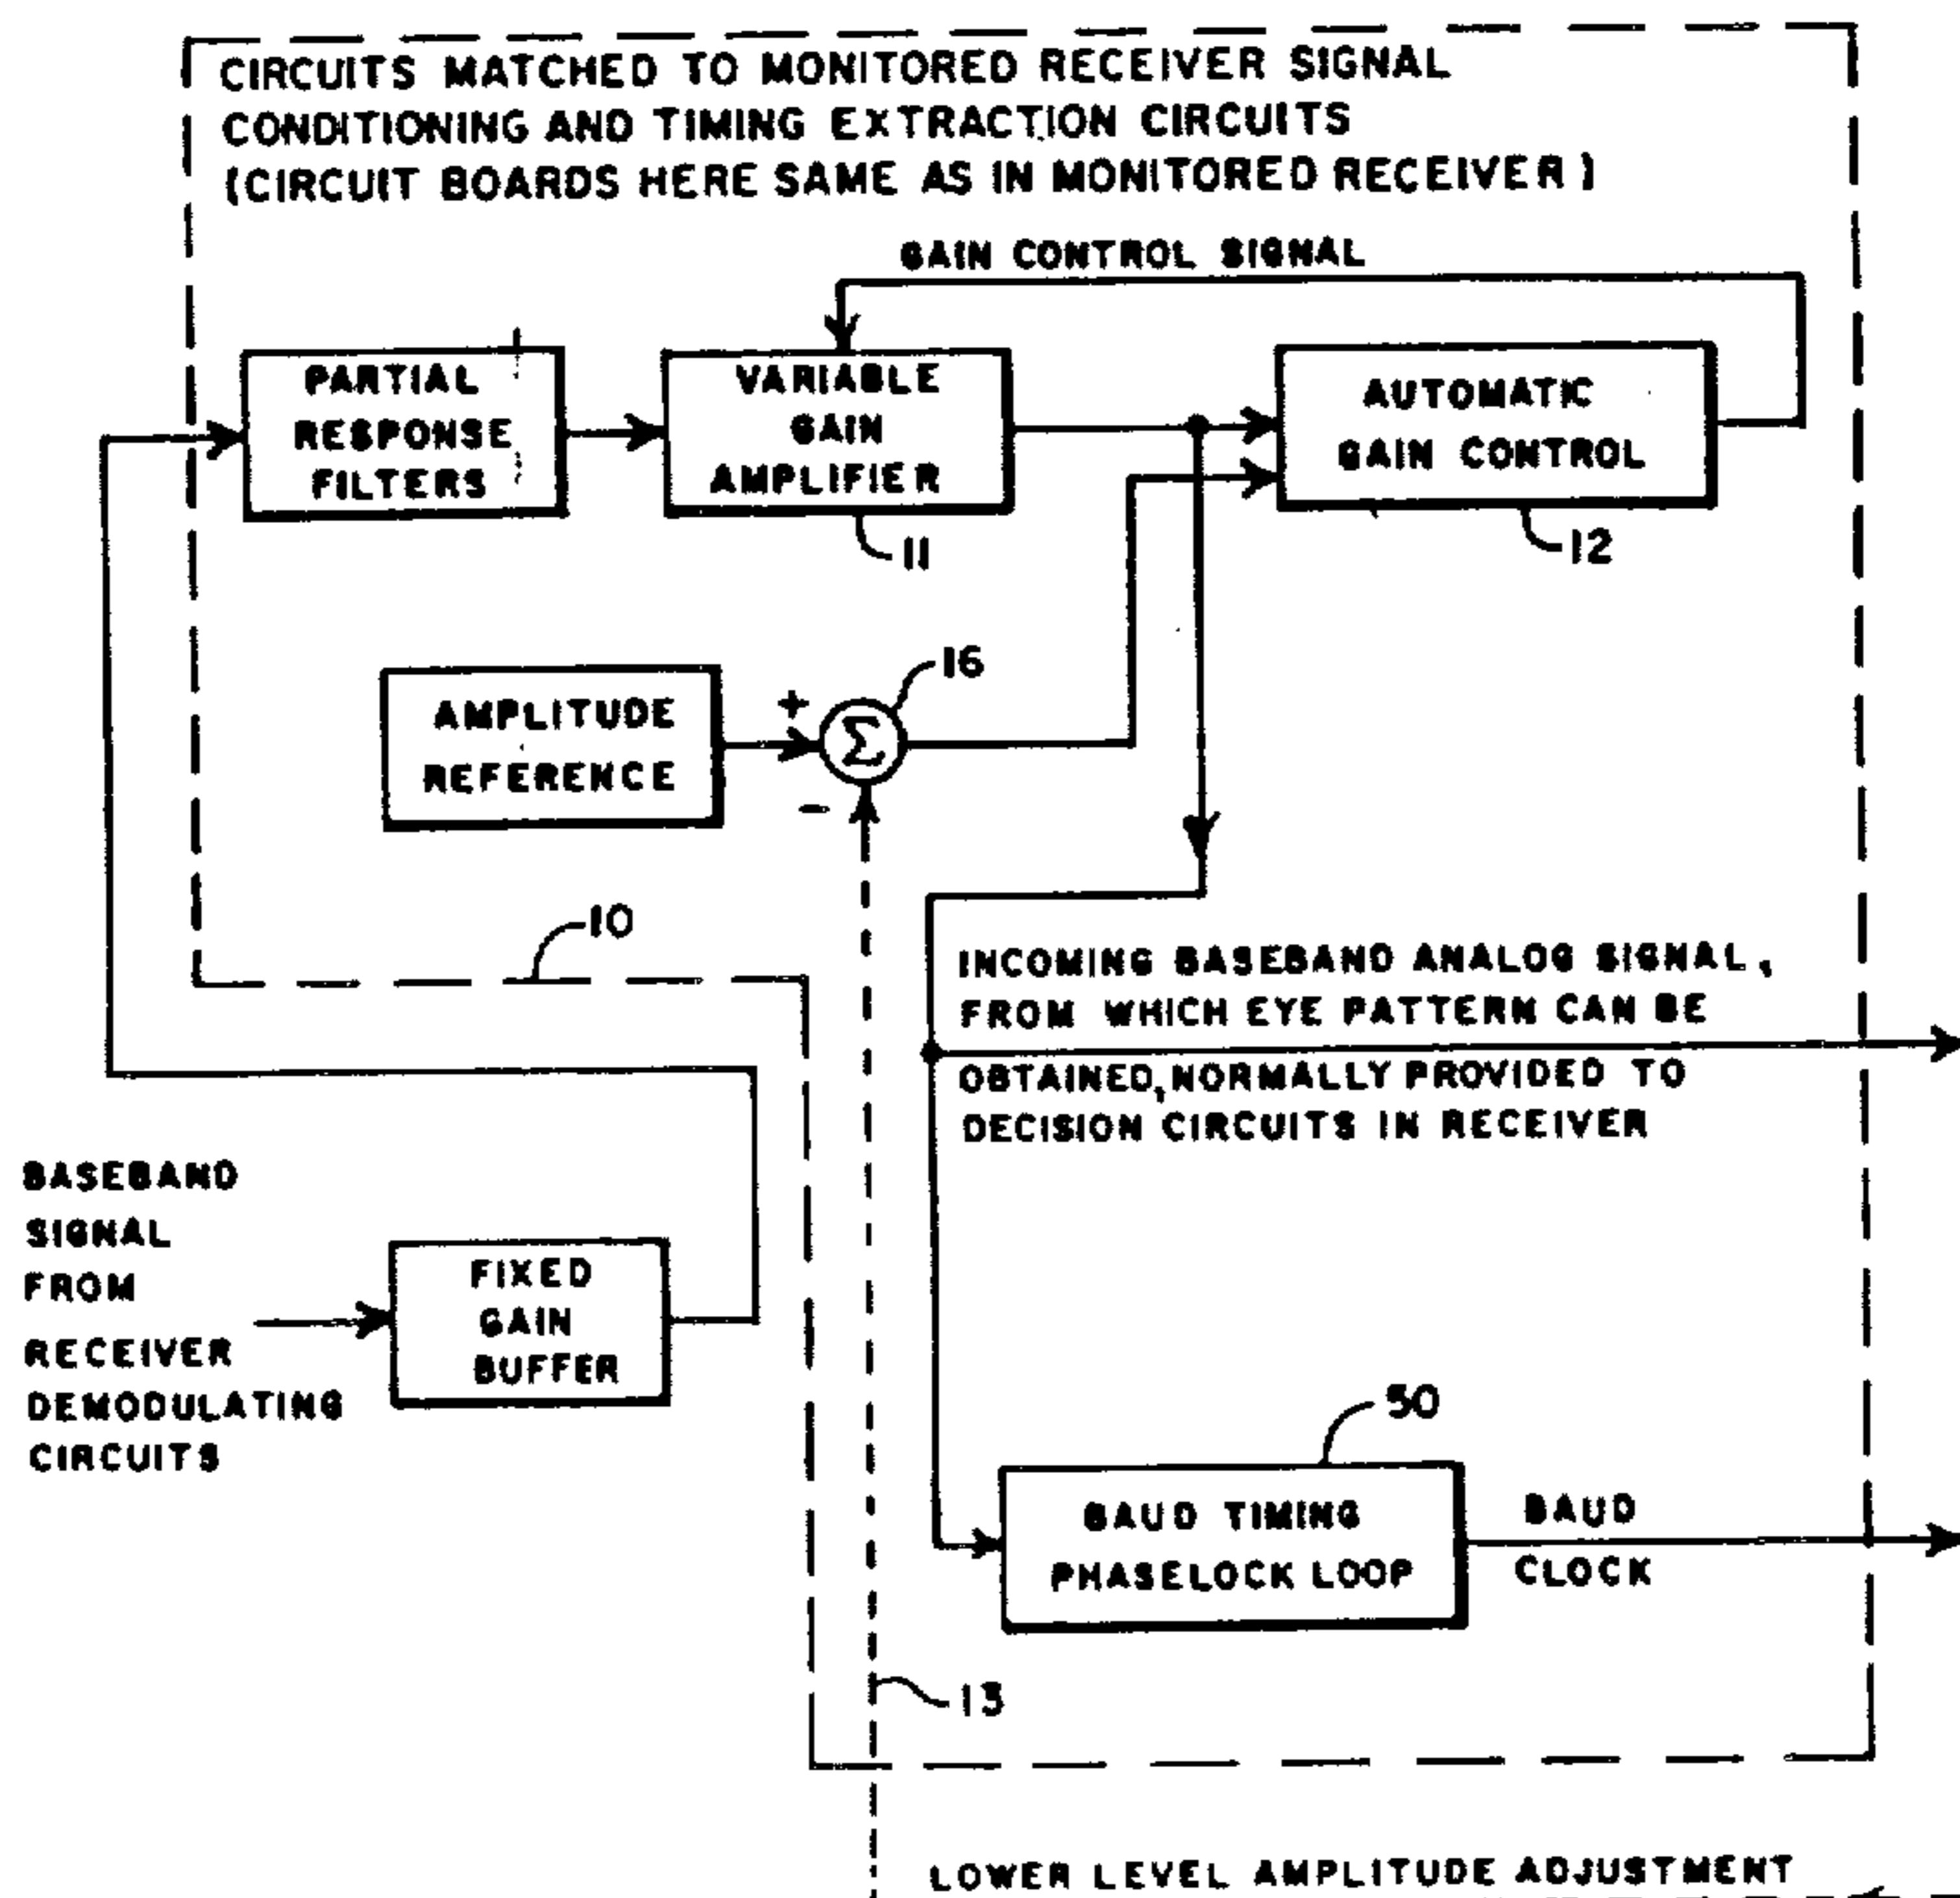 CIRCUITS MATCHED TO MONITORED RECEIVER SIGNAL
CONDITIONING AND TIMING EXTRACTION CIRCUITS
(CIRCUIT BOARDS HERE SAME AS IN MONITORED RECEIVER)
GAIN CONTROL SIGNAL
PARTIAL
RESPONSE
FILTERS
VARIABLE
GAIN
AMPLIFIER
11
AUTOMATIC
GAIN CONTROL
12
AMPLITUDE
REFERENCE
+
Σ
-
16
10
INCOMING BASEBAND ANALOG SIGNAL,
FROM WHICH EYE PATTERN CAN BE
OBTAINED, NORMALLY PROVIDED TO
DECISION CIRCUITS IN RECEIVER
BASEBAND
SIGNAL
FROM
RECEIVER
DEMODULATING
CIRCUITS
FIXED
GAIN
BUFFER
50
BAUD TIMING
PHASELOCK LOOP
BAUD
CLOCK
13
LOWER LEVEL AMPLITUDE ADJUSTMENT